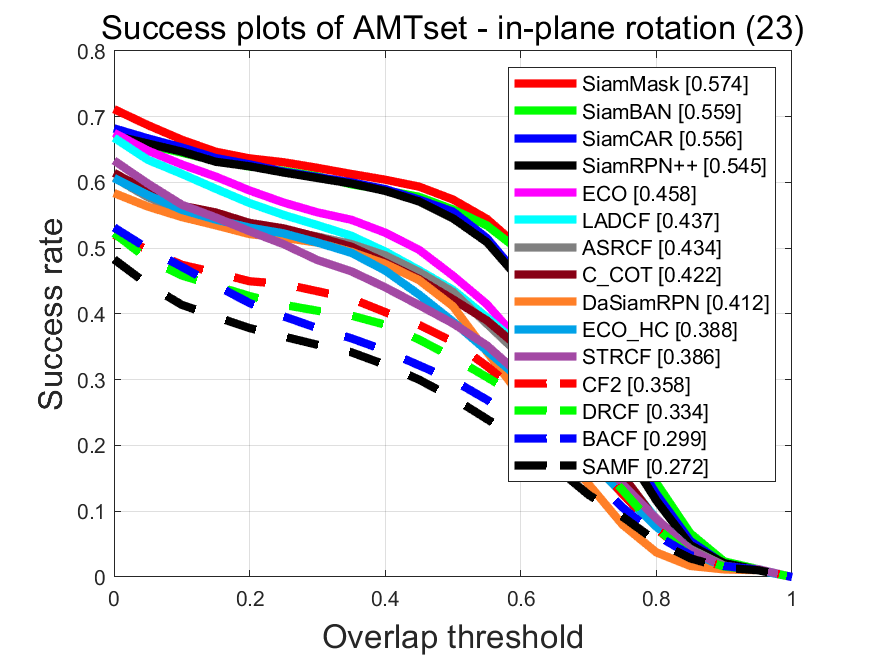 Success plots of AMTset - in-plane rotation (23)
0.8
0.7
0.6
0.5
0.4
0.3
0.2
0.1
0
Success rate
SiamMask [0.574]
SiamBAN [0.559]
SiamCAR [0.556]
SiamRPN++ [0.545]
ECO [0.458]
LADCF [0.437]
ASRCF [0.434]
C_COT [0.422]
DaSiamRPN [0.412]
ECO_HC [0.388]
STRCF [0.386]
CF2 [0.358]
DRCF [0.334]
BACF [0.299]
SAMF [0.272]
0 0.2 0.4 0.6 0.8 1
Overlap threshold